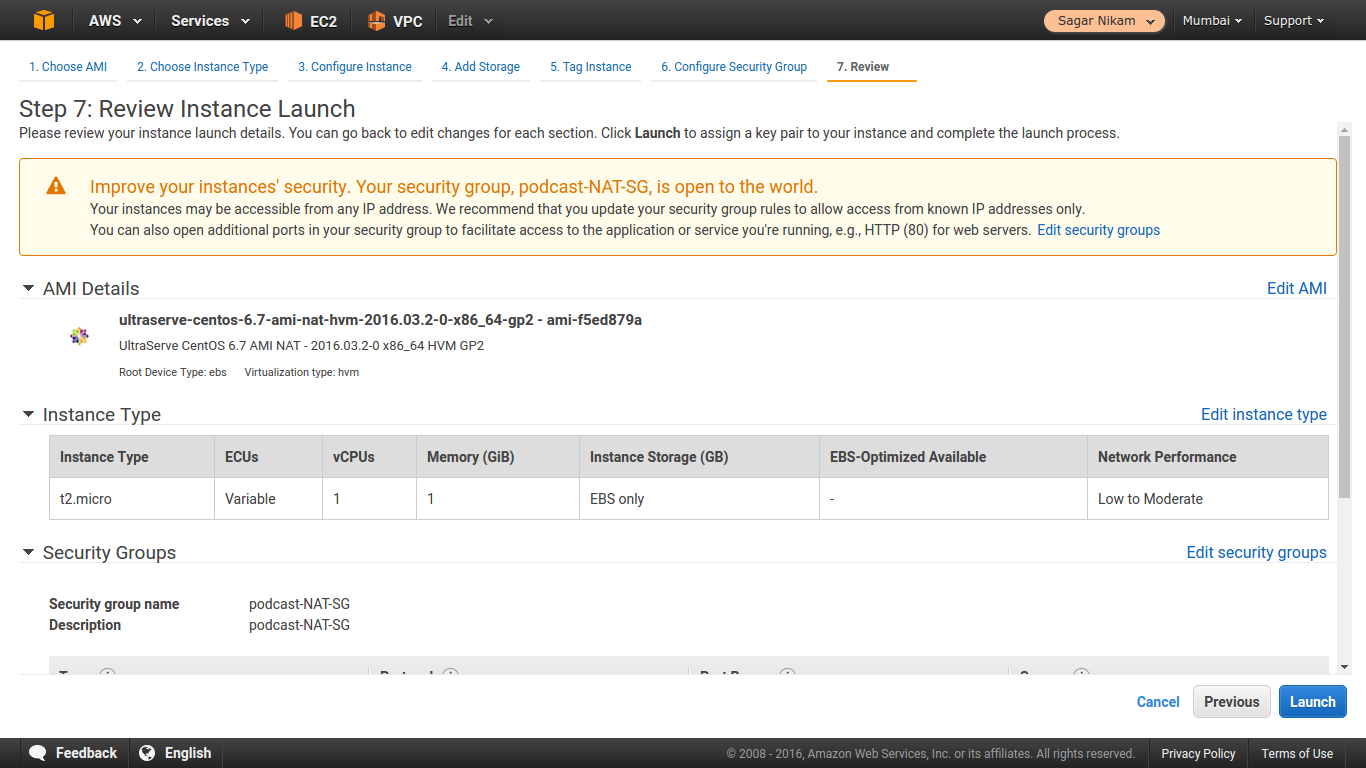 AWS Services EC2 VPC Edit Sagar Nikam Mumbai Support
1. Choose AMI 2. Choose Instance Type 3. Configure Instance 4. Add Storage 5. Tag Instance 6. Configure Security Group 7. Review
Step 7: Review Instance Launch
Please review your instance launch details. You can go back to edit changes for each section. Click Launch to assign a key pair to your instance and complete the launch process.
Improve your instances' security. Your security group, podcast-NAT-SG, is open to the world.
Your instances may be accessible from any IP address. We recommend that you update your security group rules to allow access from known IP addresses only.
You can also open additional ports in your security group to facilitate access to the application or service you're running, e.g., HTTP (80) for web servers. Edit security groups
AMI Details Edit AMI
ultraserve-centos-6.7-ami-nat-hvm-2016.03.2-0-x86_64-gp2 - ami-f5ed879a
UltraServe CentOS 6.7 AMI NAT - 2016.03.2-0 x86_64 HVM GP2
Root Device Type: ebs Virtualization type: hvm
Instance Type Edit instance type
Instance Type ECUs vCPUs Memory (GiB) Instance Storage (GB) EBS-Optimized Available Network Performance
t2.micro Variable 1 1 EBS only - Low to Moderate
Security Groups Edit security groups
Security group name podcast-NAT-SG
Description podcast-NAT-SG
Cancel Previous Launch
Feedback English © 2008 - 2016, Amazon Web Services, Inc. or its affiliates. All rights reserved. Privacy Policy Terms of Use